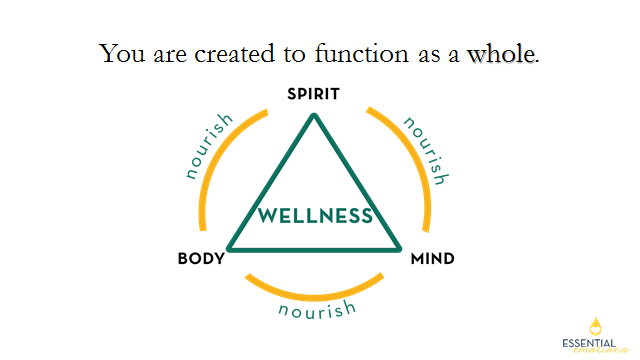 You are created to function as a whole.
SPIRIT
nourish
nourish
WELLNESS
BODY
MIND
nourish
ESSENTIAL
emotions